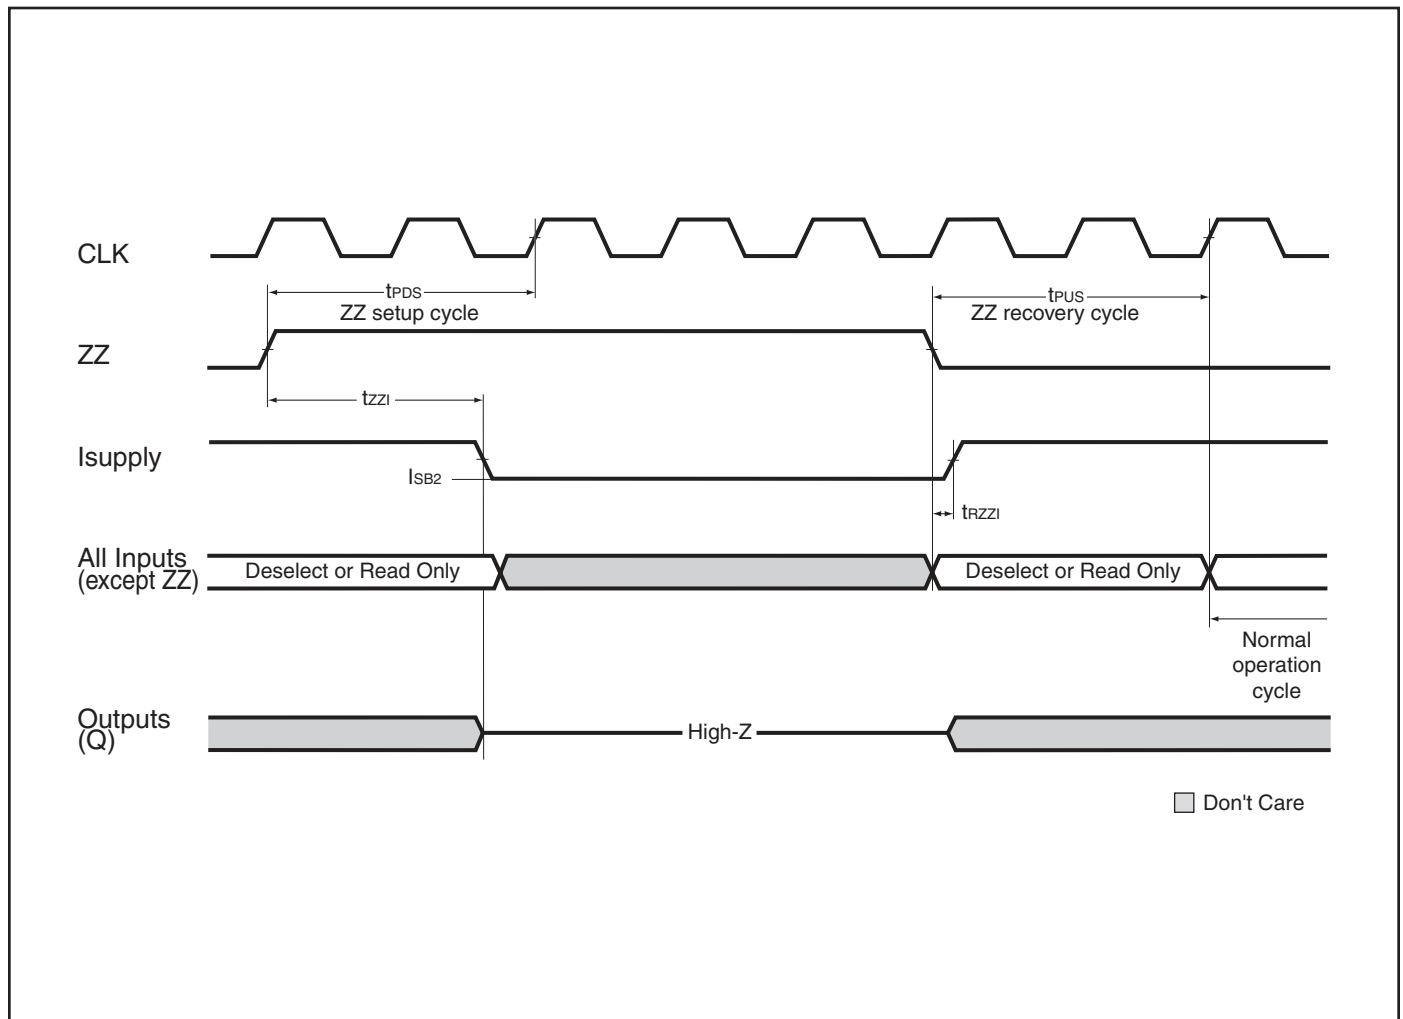 CLK
tPDS
ZZ setup cycle
tPUS
ZZ recovery cycle
ZZ
tZZI
Isupply
ISB2
tRZZI
All Inputs
(except ZZ)
Deselect or Read Only
Deselect or Read Only
Normal
operation
cycle
Outputs
(Q)
High-Z
Don't Care